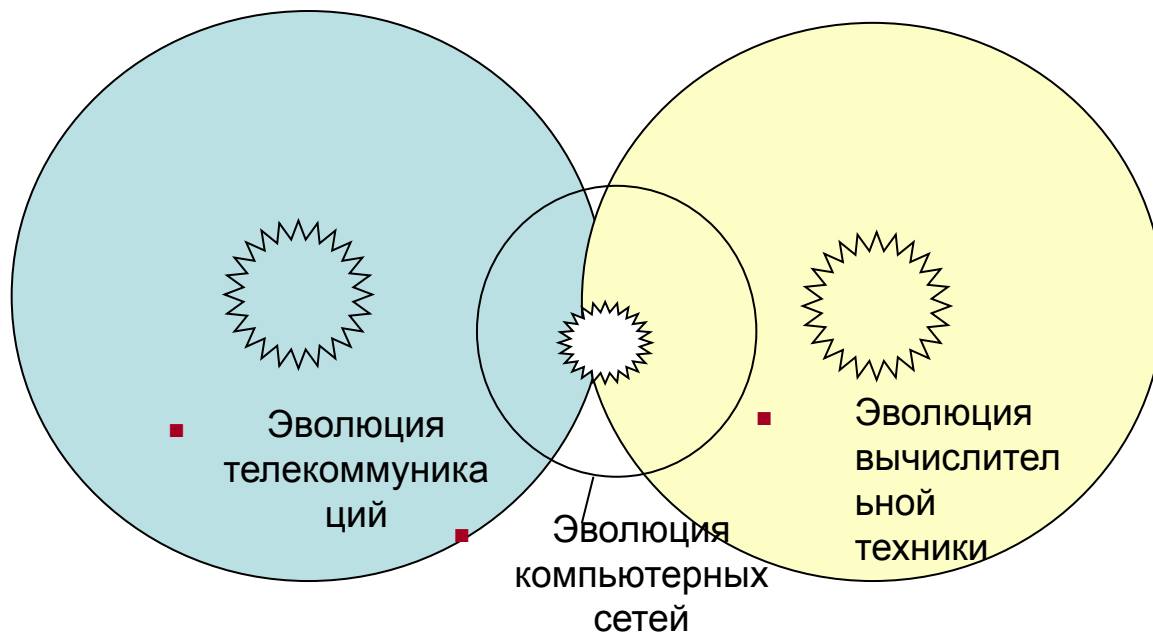 Эволюция
телекоммуника
ций
Эволюция
компьютерных
сетей
Эволюция
вычислител
ьной
техники